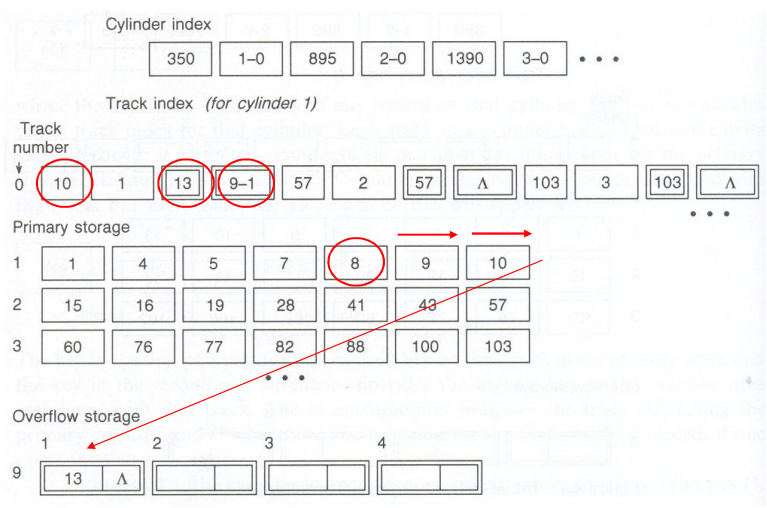 Cylinder index
350 1–0 895 2–0 1390 3–0 • • •
Track index (for cylinder 1)
Track
number
0 10 1 13 9–1 57 2 57 Λ 103 3 103 Λ
• • •
Primary storage
1 1 4 5 7 8 9 10
2 15 16 19 28 41 43 57
3 60 76 77 82 88 100 103
• • •
Overflow storage
2 3 4
9 13 Λ